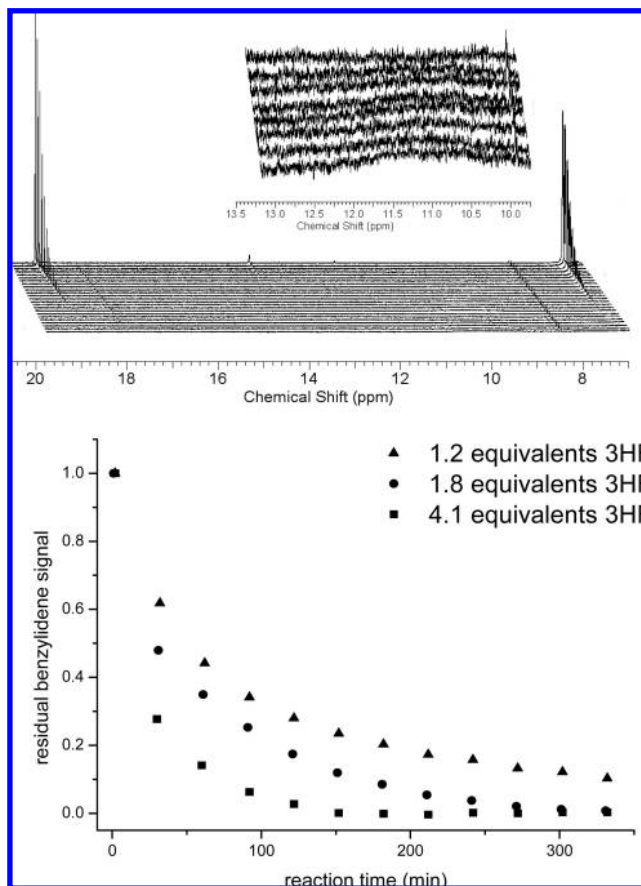 13.5 13.0 12.5 12.0 11.5 11.0 10.5 10.0
Chemical Shift (ppm)
20 18 16 14 12 10 8
Chemical Shift (ppm)
1.2 equivalents 3H
1.8 equivalents 3H
4.1 equivalents 3H
residual benzylidene signal
1.0
0.8
0.6
0.4
0.2
0.0
0 100 200 300
reaction time (min)